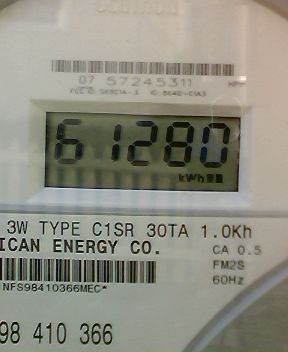 07 57245311
61280
kWh
3W TYPE C1SR 30TA 1.0Kh
ICAN ENERGY CO.
CA 0.5
FM2S
60Hz
NFS98410366MEC*
98 410 366